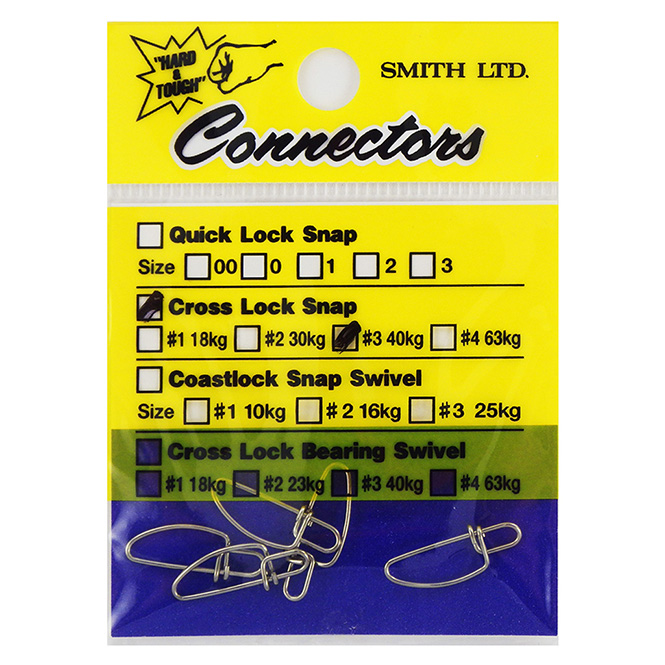 "HARD
&
TOUGH"
SMITH LTD.
Connectors
Quick Lock Snap
Size 00 0 1 2 3
Cross Lock Snap
#1 18kg #2 30kg #3 40kg #4 63kg
Coastlock Snap Swivel
Size #1 10kg #2 16kg #3 25kg
Cross Lock Bearing Swivel
#1 18kg #2 23kg #3 40kg #4 63kg